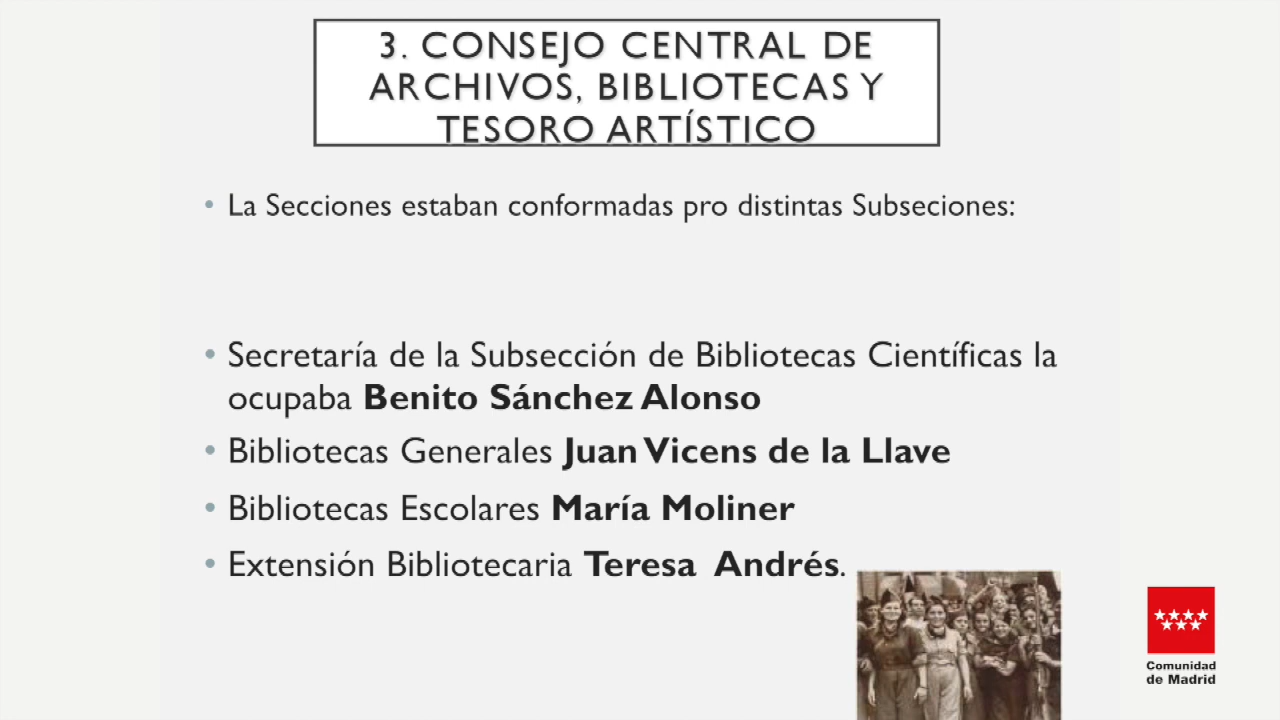 3. CONSEJO CENTRAL DE
ARCHIVOS, BIBLIOTECAS Y
TESORO ARTÍSTICO
• La Secciones estaban conformadas pro distintas Subseciones:
• Secretaría de la Subsección de Bibliotecas Científicas la
ocupaba Benito Sánchez Alonso
• Bibliotecas Generales Juan Vicens de la Llave
• Bibliotecas Escolares María Moliner
• Extensión Bibliotecaria Teresa Andrés.
Comunidad
de Madrid